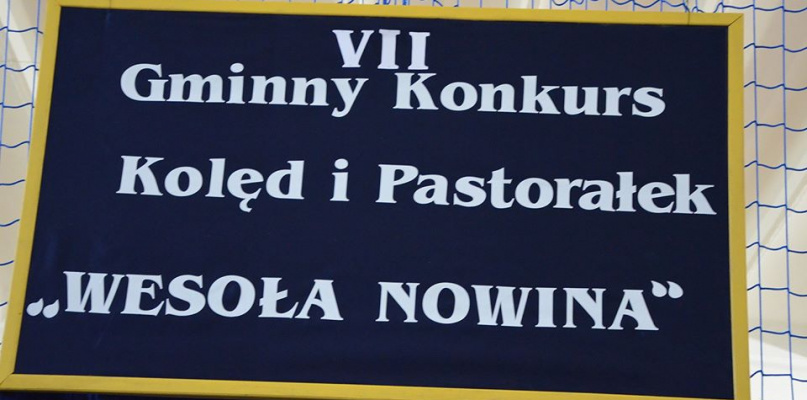 VII
Gminny Konkurs
Kolęd i Pastorałek
„WESOŁA NOWINA”